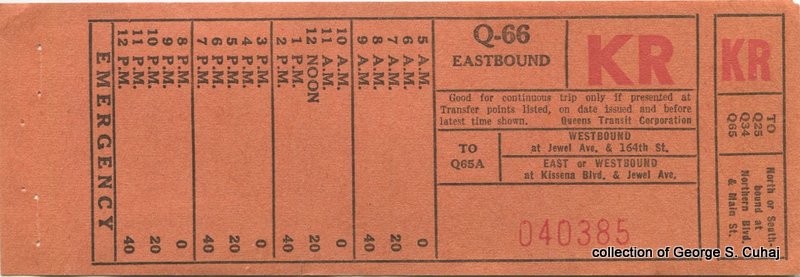 EMERGENCY
8 P.M.
9 P.M.
10 P.M.
11 P.M.
12 P.M.
0
20
40
3 P.M.
4 P.M.
5 P.M.
6 P.M.
7 P.M.
0
20
40
10 A.M.
11 A.M.
12 NOON
1 P.M.
2 P.M.
0
20
40
5 A.M.
6 A.M.
7 A.M.
8 A.M.
9 A.M.
0
20
40
Q-66
EASTBOUND
KR
Good for continuous trip only if presented at
Transfer points listed, on date issued and before
latest time shown. Queens Transit Corporation
TO
Q65A
WESTBOUND
at Jewel Ave. & 164th St.
EAST or WESTBOUND
at Kissena Blvd. & Jewel Ave.
040385
KR
TO
Q25
Q34
Q65
North or South-
bound at
Northern Blvd.
& Main St.
collection of George S. Cuhaj